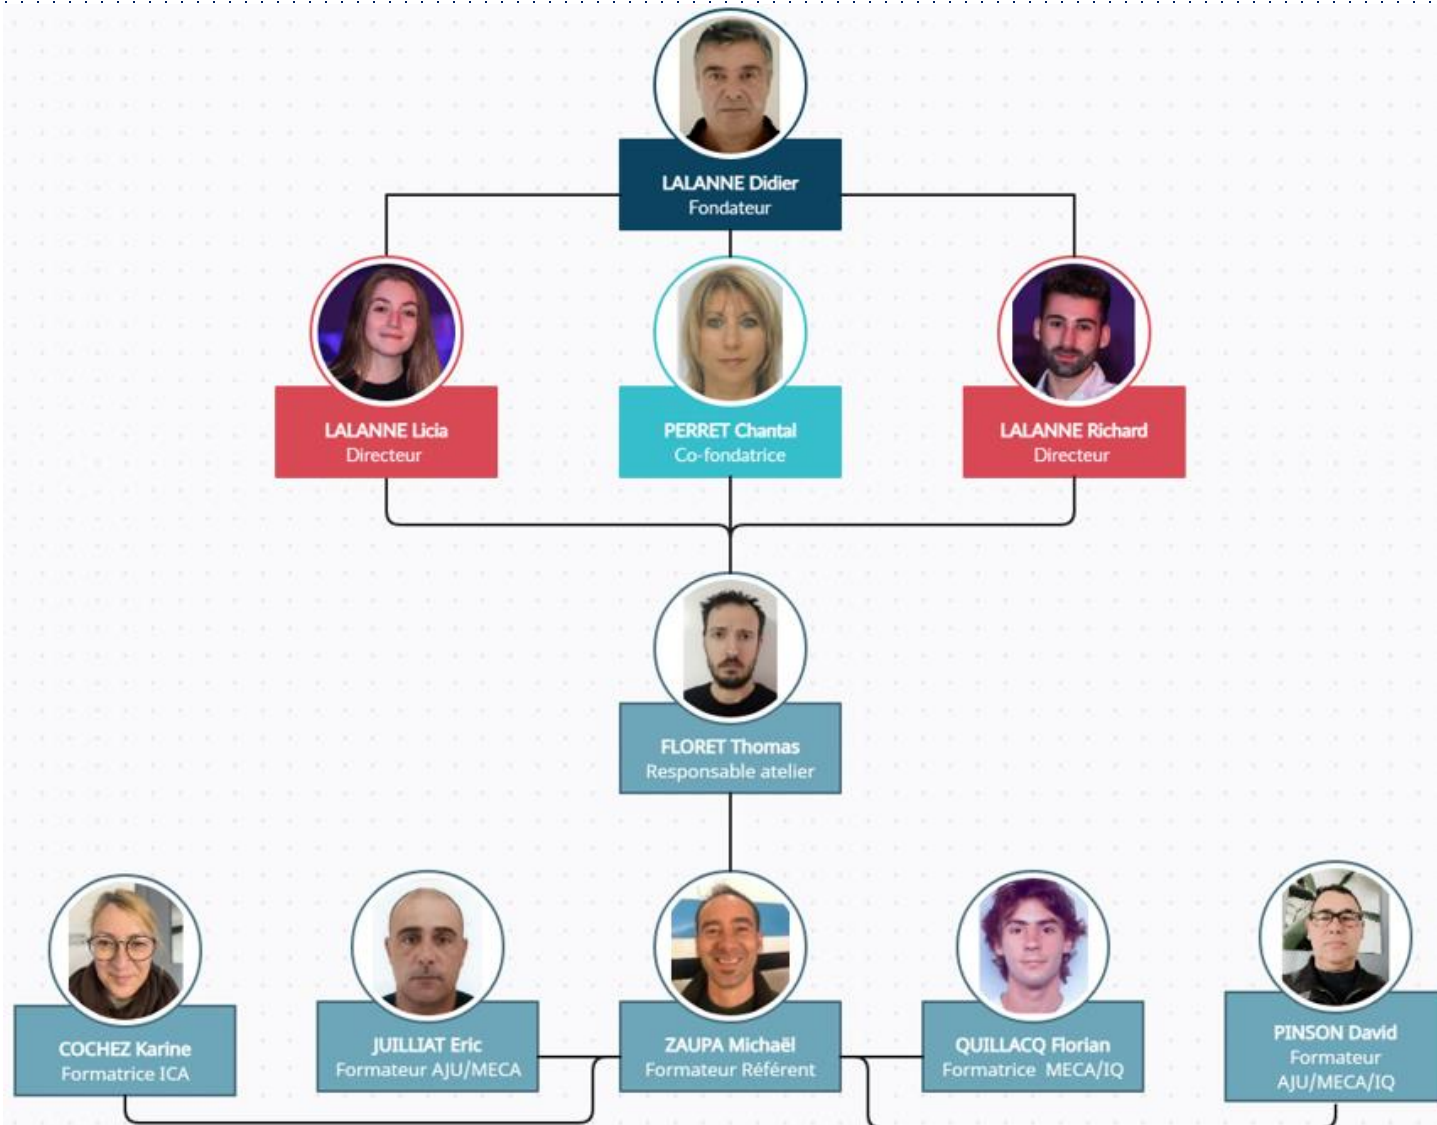 LALANNE Didier
Fondateur
LALANNE Licia
Directeur
PERRET Chantal
Co-fondatrice
LALANNE Richard
Directeur
FLORET Thomas
Responsable atelier
COCHEZ Karine
Formatrice ICA
JUILLIAT Eric
Formateur AJU/MECA
ZAUPA Michaël
Formateur Référent
QUILLACQ Florian
Formatrice MECA/IQ
PINSON David
Formateur
AJU/MECA/IQ